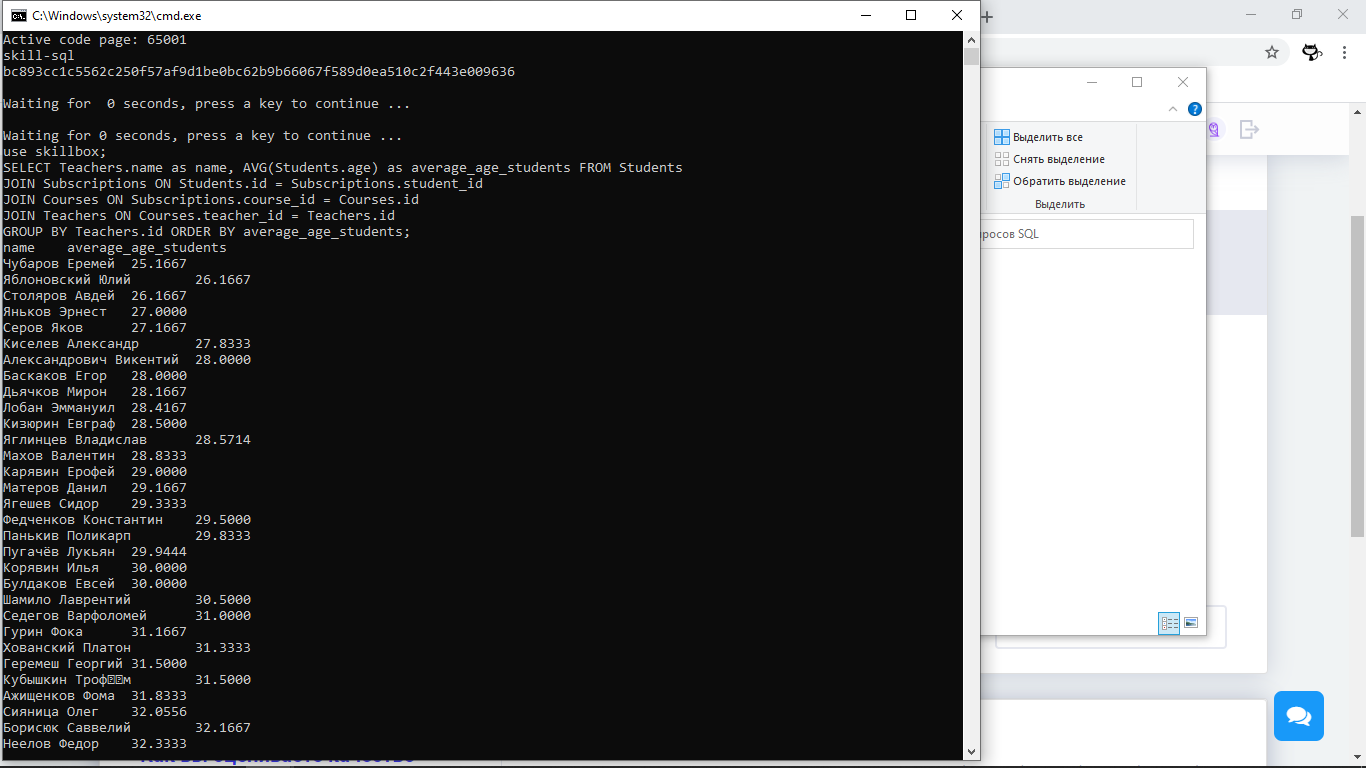 C:\Windows\system32\cmd.exe
Active code page: 65001
skill-sql
bc893cc1c5562c250f57af9d1be0bc62b9b66067f589d0ea510c2f443e009636
Waiting for  0 seconds, press a key to continue ...
Waiting for 0 seconds, press a key to continue ...
use skillbox;
SELECT Teachers.name as name, AVG(Students.age) as average_age_students FROM Students
JOIN Subscriptions ON Students.id = Subscriptions.student_id
JOIN Courses ON Subscriptions.course_id = Courses.id
JOIN Teachers ON Courses.teacher_id = Teachers.id
GROUP BY Teachers.id ORDER BY average_age_students;
name    average_age_students
Чубаров Еремей  25.1667
Яблоновский Юлий        26.1667
Столяров Авдей  26.1667
Яньков Эрнест   27.0000
Серов Яков      27.1667
Киселев Александр       27.8333
Александрович Викентий  28.0000
Баскаков Егор   28.0000
Дьячков Мирон   28.1667
Лобан Эммануил  28.4167
Кизюрин Евграф  28.5000
Яглинцев Владислав      28.5714
Махов Валентин  28.8333
Карявин Ерофей  29.0000
Матеров Данил   29.1667
Ягешев Сидор    29.3333
Федченков Константин    29.5000
Панькив Поликарп        29.8333
Пугачёв Лукьян  29.9444
Корявин Илья    30.0000
Булдаков Евсей  30.0000
Шамило Лаврентий        30.5000
Седегов Варфоломей      31.0000
Гурин Фока      31.1667
Хованский Платон        31.3333
Геремеш Георгий 31.5000
Кубышкин Троф��м        31.5000
Ажищенков Фома  31.8333
Сияница Олег    32.0556
Борисюк Саввелий        32.1667
Неелов Федор    32.3333
Выделить все
Снять выделение
Обратить выделение
Выделить
просов SQL